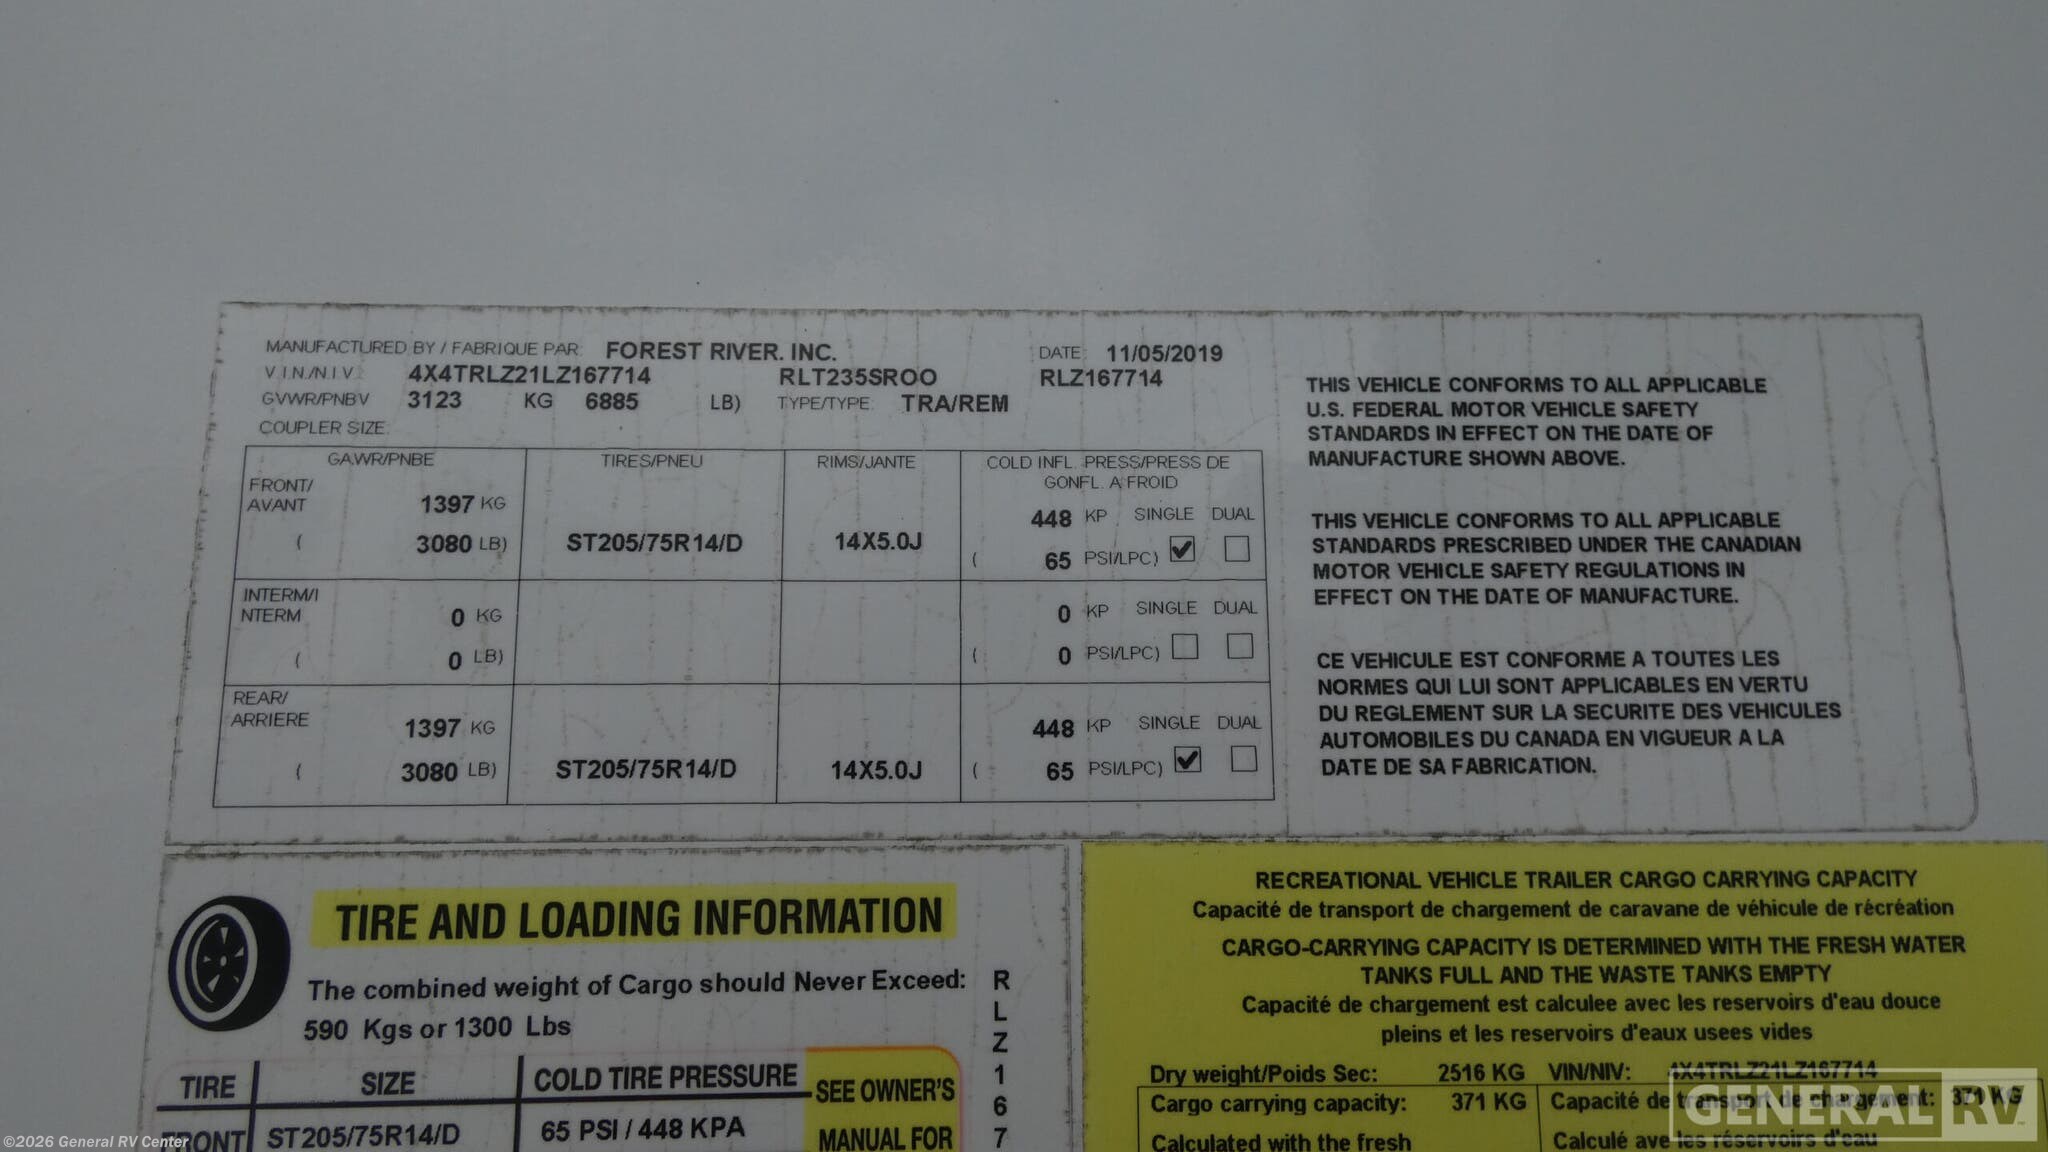 MANUFACTURED BY / FABRIQUE PAR: FOREST RIVER. INC. DATE: 11/05/2019
V.I.N./N.I.V.: 4X4TRLZ21LZ167714 RLT235SROO RLZ167714
GVWR/PNBV 3123 KG 6885 LB) TYPE/TYPE: TRA/REM
COUPLER SIZE:
GA.WR/PNBE TIRES/PNEU RIMS/JANTE COLD INFL. PRESS/PRESS DE
GONFL. A FROID
FRONT/
AVANT 1397 KG 448 KP SINGLE DUAL
( 3080 LB) ST205/75R14/D 14X5.0J ( 65 PSI/LPC)
INTERM/I
NTERM 0 KG 0 KP SINGLE DUAL
( 0 LB) ( 0 PSI/LPC)
REAR/
ARRIERE 1397 KG 448 KP SINGLE DUAL
( 3080 LB) ST205/75R14/D 14X5.0J ( 65 PSI/LPC)
THIS VEHICLE CONFORMS TO ALL APPLICABLE
U.S. FEDERAL MOTOR VEHICLE SAFETY
STANDARDS IN EFFECT ON THE DATE OF
MANUFACTURE SHOWN ABOVE.
THIS VEHICLE CONFORMS TO ALL APPLICABLE
STANDARDS PRESCRIBED UNDER THE CANADIAN
MOTOR VEHICLE SAFETY REGULATIONS IN
EFFECT ON THE DATE OF MANUFACTURE.
CE VEHICULE EST CONFORME A TOUTES LES
NORMES QUI LUI SONT APPLICABLES EN VERTU
DU REGLEMENT SUR LA SECURITE DES VEHICULES
AUTOMOBILES DU CANADA EN VIGUEUR A LA
DATE DE SA FABRICATION.
TIRE AND LOADING INFORMATION
The combined weight of Cargo should Never Exceed:
590 Kgs or 1300 Lbs
TIRE SIZE COLD TIRE PRESSURE SEE OWNER'S
FRONT ST205/75R14/D 65 PSI / 448 KPA MANUAL FOR
R
L
Z
1
6
7
RECREATIONAL VEHICLE TRAILER CARGO CARRYING CAPACITY
Capacité de transport de chargement de caravane de véhicule de récréation
CARGO-CARRYING CAPACITY IS DETERMINED WITH THE FRESH WATER
TANKS FULL AND THE WASTE TANKS EMPTY
Capacité de chargement est calculee avec les reservoirs d'eau douce
pleins et les reservoirs d'eaux usees vides
Dry weight/Poids Sec: 2516 KG VIN/NIV: 4X4TRLZ21LZ167714
Cargo carrying capacity: 371 KG Capacité de transport de chargement: 371 KG
Calculated with the fresh Calculé ave les réservoirs d'eau
GENERAL RV
©2026 General RV Center